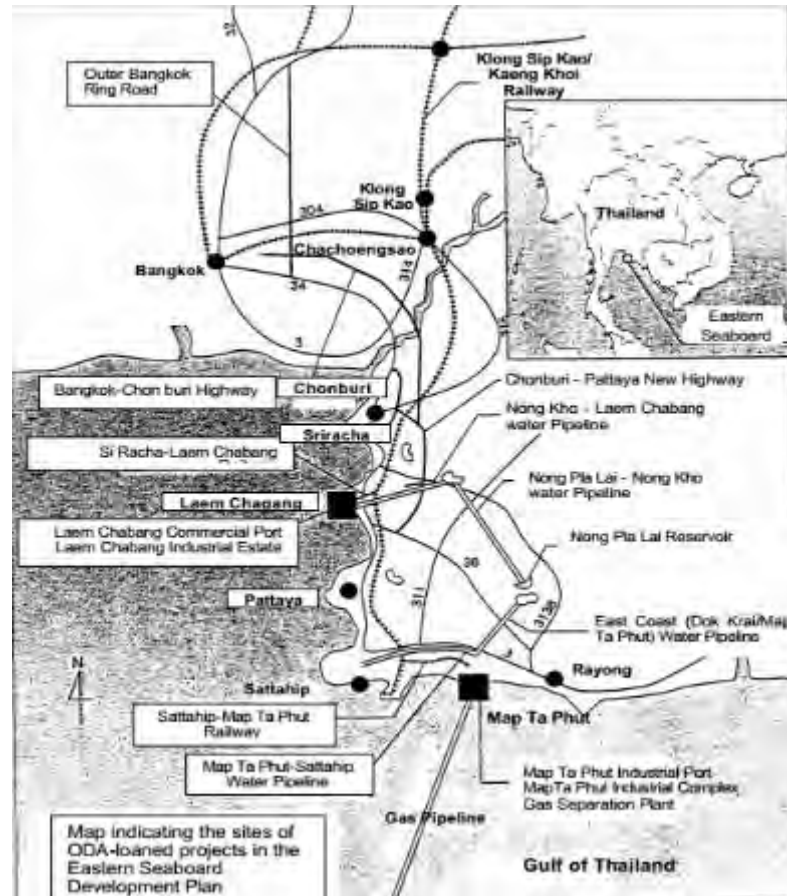 32
Outer Bangkok
Ring Road
Klong Sip Kao/
Kaeng Khoi
Railway
Klong
Sip Kao
304
Chachoengsao
Bangkok
34
314
3
Thailand
Eastern
Seaboard
Bangkok-Chon buri Highway
Chonburi
Chonburi - Pattaya New Highway
Sriracha
Nong Kho - Laem Chabang
water Pipeline
Si Racha-Laem Chabang
Nong Pla Lai - Nong Kho
water Pipeline
Laem Chagang
Laem Chabang Commercial Port
Laem Chabang Industrial Estate
Nong Pla Lai Reservoir
36
311
3138
Pattaya
East Coast (Dok Krai/Map
Ta Phut) Water Pipeline
N
3
Rayong
Sattahip
Map Ta Phut
Sattahip-Map Ta Phut
Railway
Map Ta Phut-Sattahip
Water Pipeline
Map Ta Phut Industrial Port
MapTa Phut Industrial Complex
Gas Separation Plant
Gas Pipeline
Map indicating the sites of
ODA-loaned projects in the
Eastern Seaboard
Development Plan
Gulf of Thailand